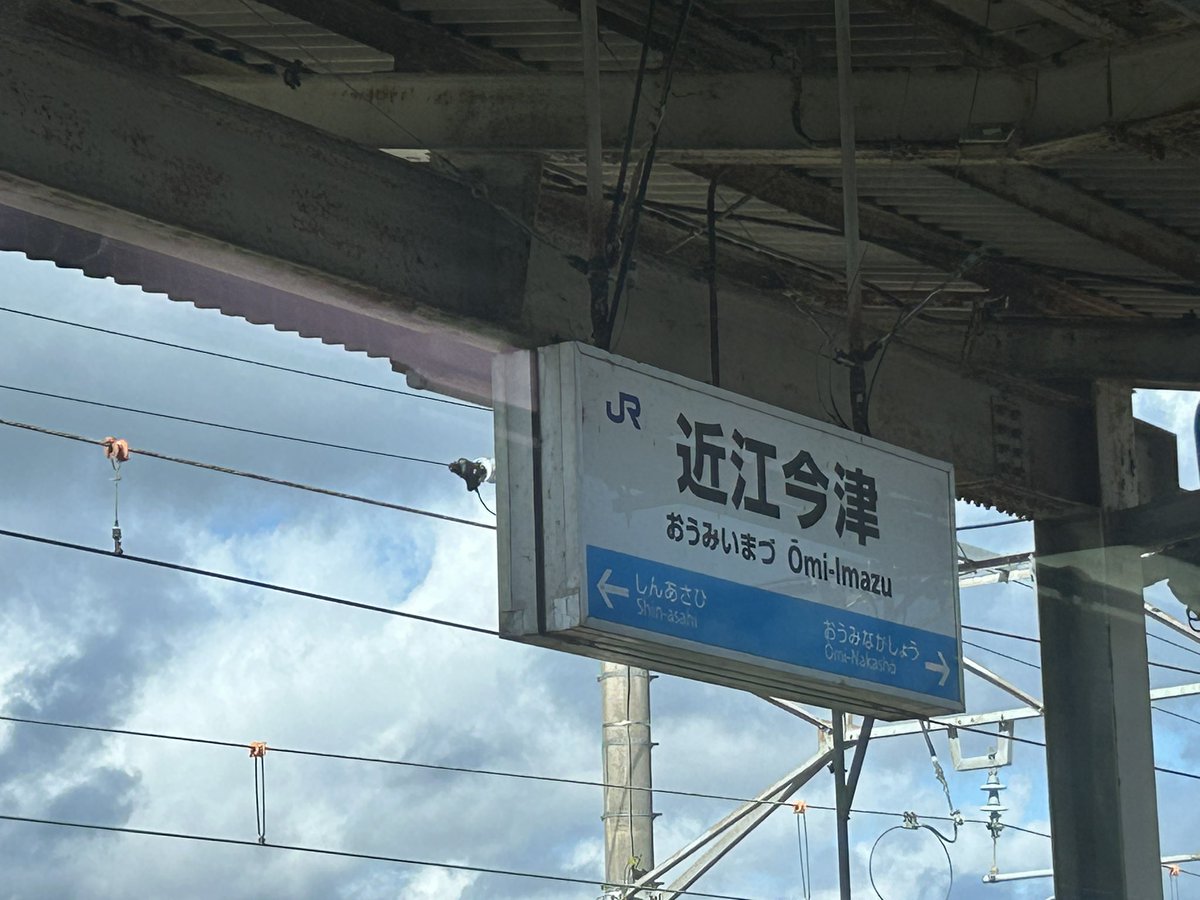 JR
近江今津
おうみいまづ Ōmi-Imazu
← しんあさひ
Shin-asahi
おうみなかしょう →
Ōmi-Nakashō